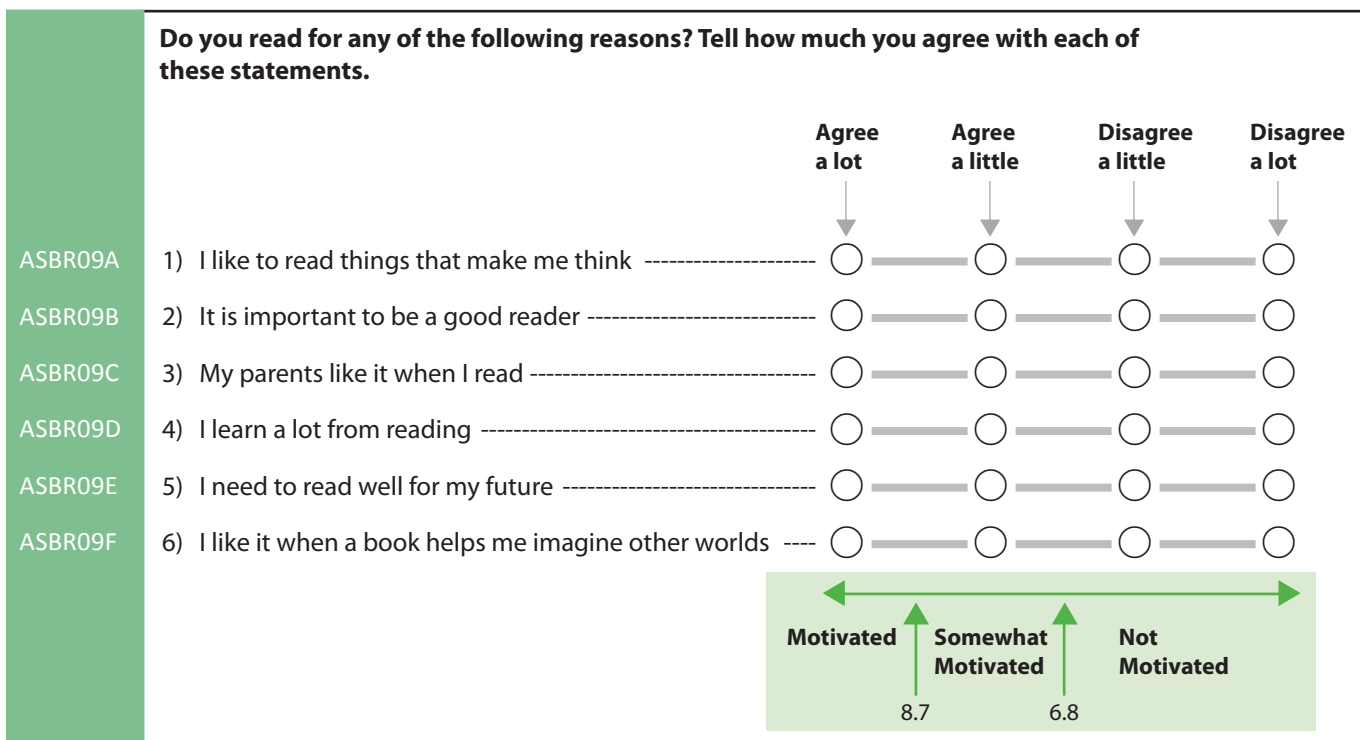 Do you read for any of the following reasons? Tell how much you agree with each of
these statements.
Agree a lot
Agree a little
Disagree a little
Disagree a lot
ASBR09A 1) I like to read things that make me think
ASBR09B 2) It is important to be a good reader
ASBR09C 3) My parents like it when I read
ASBR09D 4) I learn a lot from reading
ASBR09E 5) I need to read well for my future
ASBR09F 6) I like it when a book helps me imagine other worlds
Motivated
Somewhat Motivated
Not Motivated
8.7
6.8